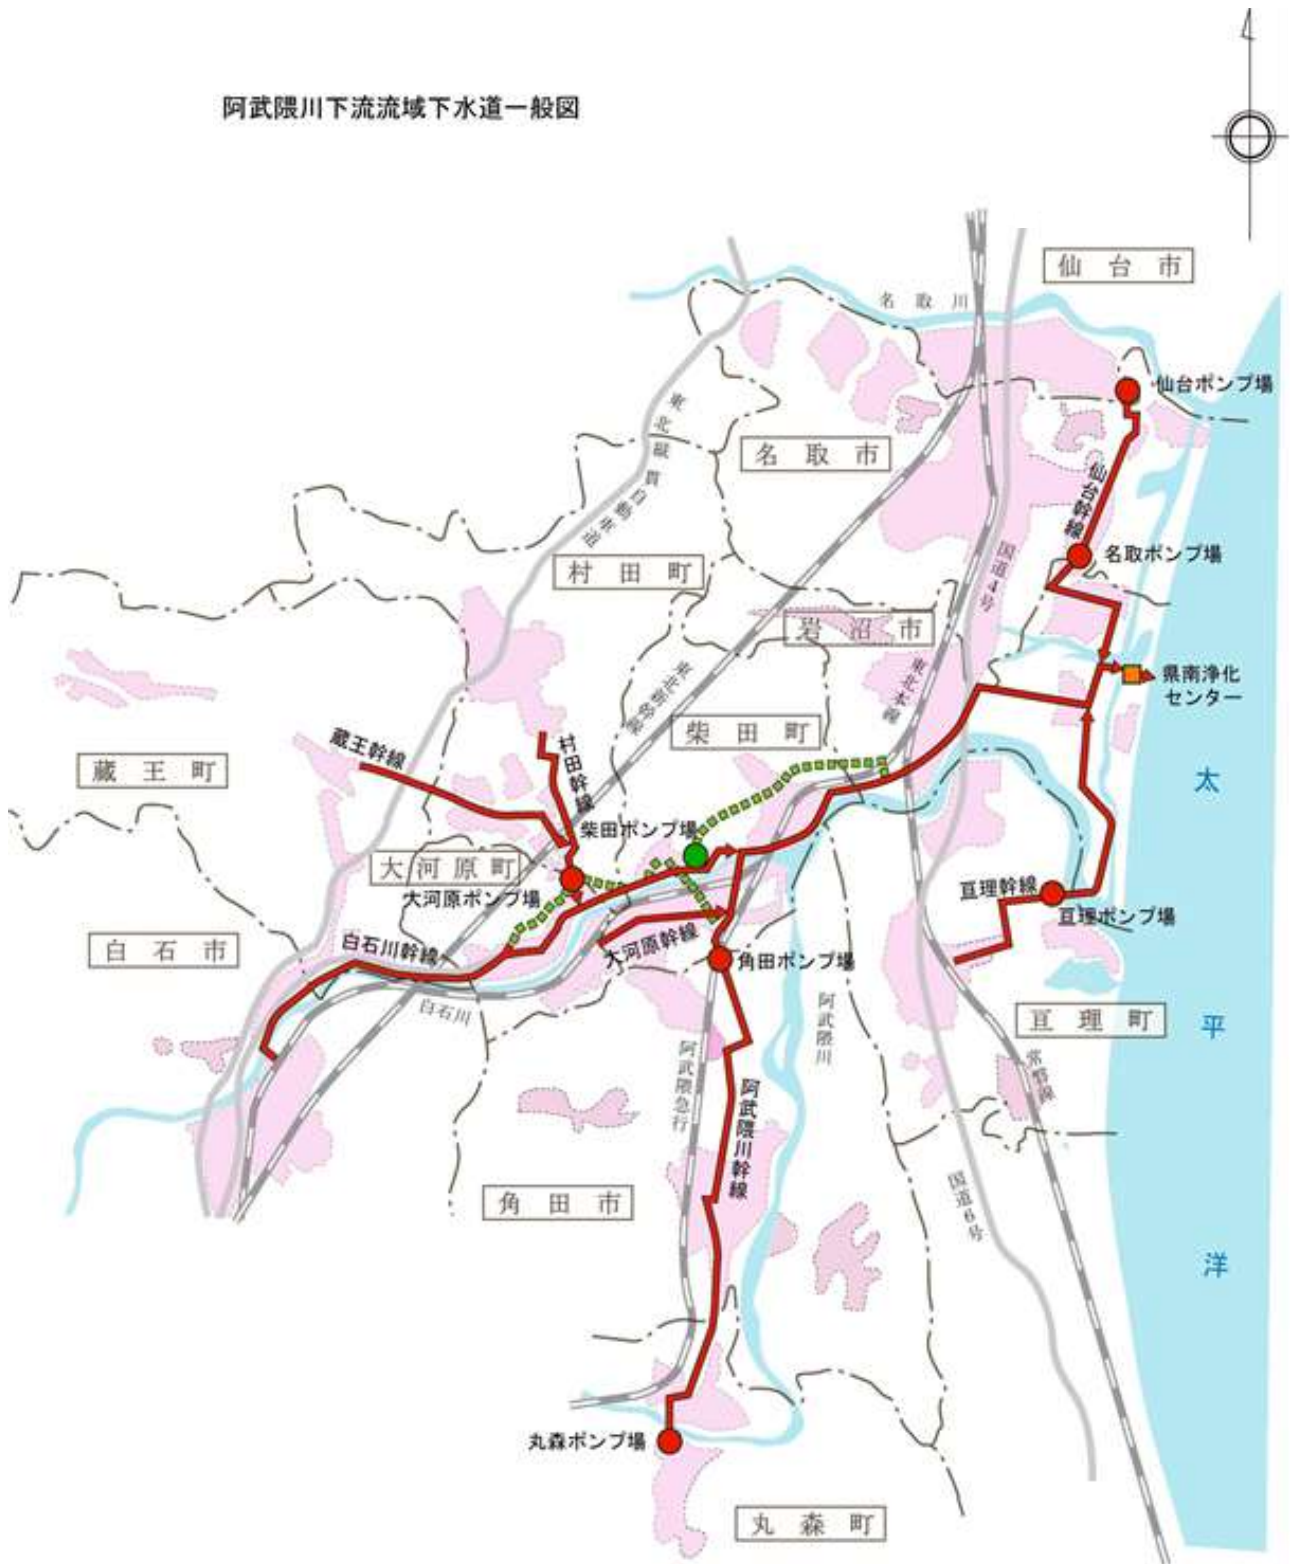 阿武隈川下流流域下水道一般図
仙台市
名取川
仙台ポンプ場
東北縦貫自動車道
名取市
仙台幹線
名取ポンプ場
国道4号
村田町
岩沼市
東北新幹線
東北本線
県南浄化
センター
柴田町
蔵王幹線
村田幹線
蔵王町
太平洋
柴田ポンプ場
大河原町
大河原ポンプ場
亘理幹線
亘理ポンプ場
白石市
白石川幹線
大河原幹線
角田ポンプ場
白石川
阿武隈川
亘理町
阿武隈急行
常磐線
阿武隈川幹線
角田市
国道6号
丸森ポンプ場
丸森町